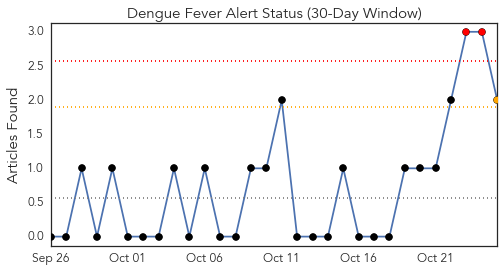 Dengue Fever Alert Status (30-Day Window)
Articles Found
3.0
2.5
2.0
1.5
1.0
0.5
0.0
Sep 26 Oct 01 Oct 06 Oct 11 Oct 16 Oct 21